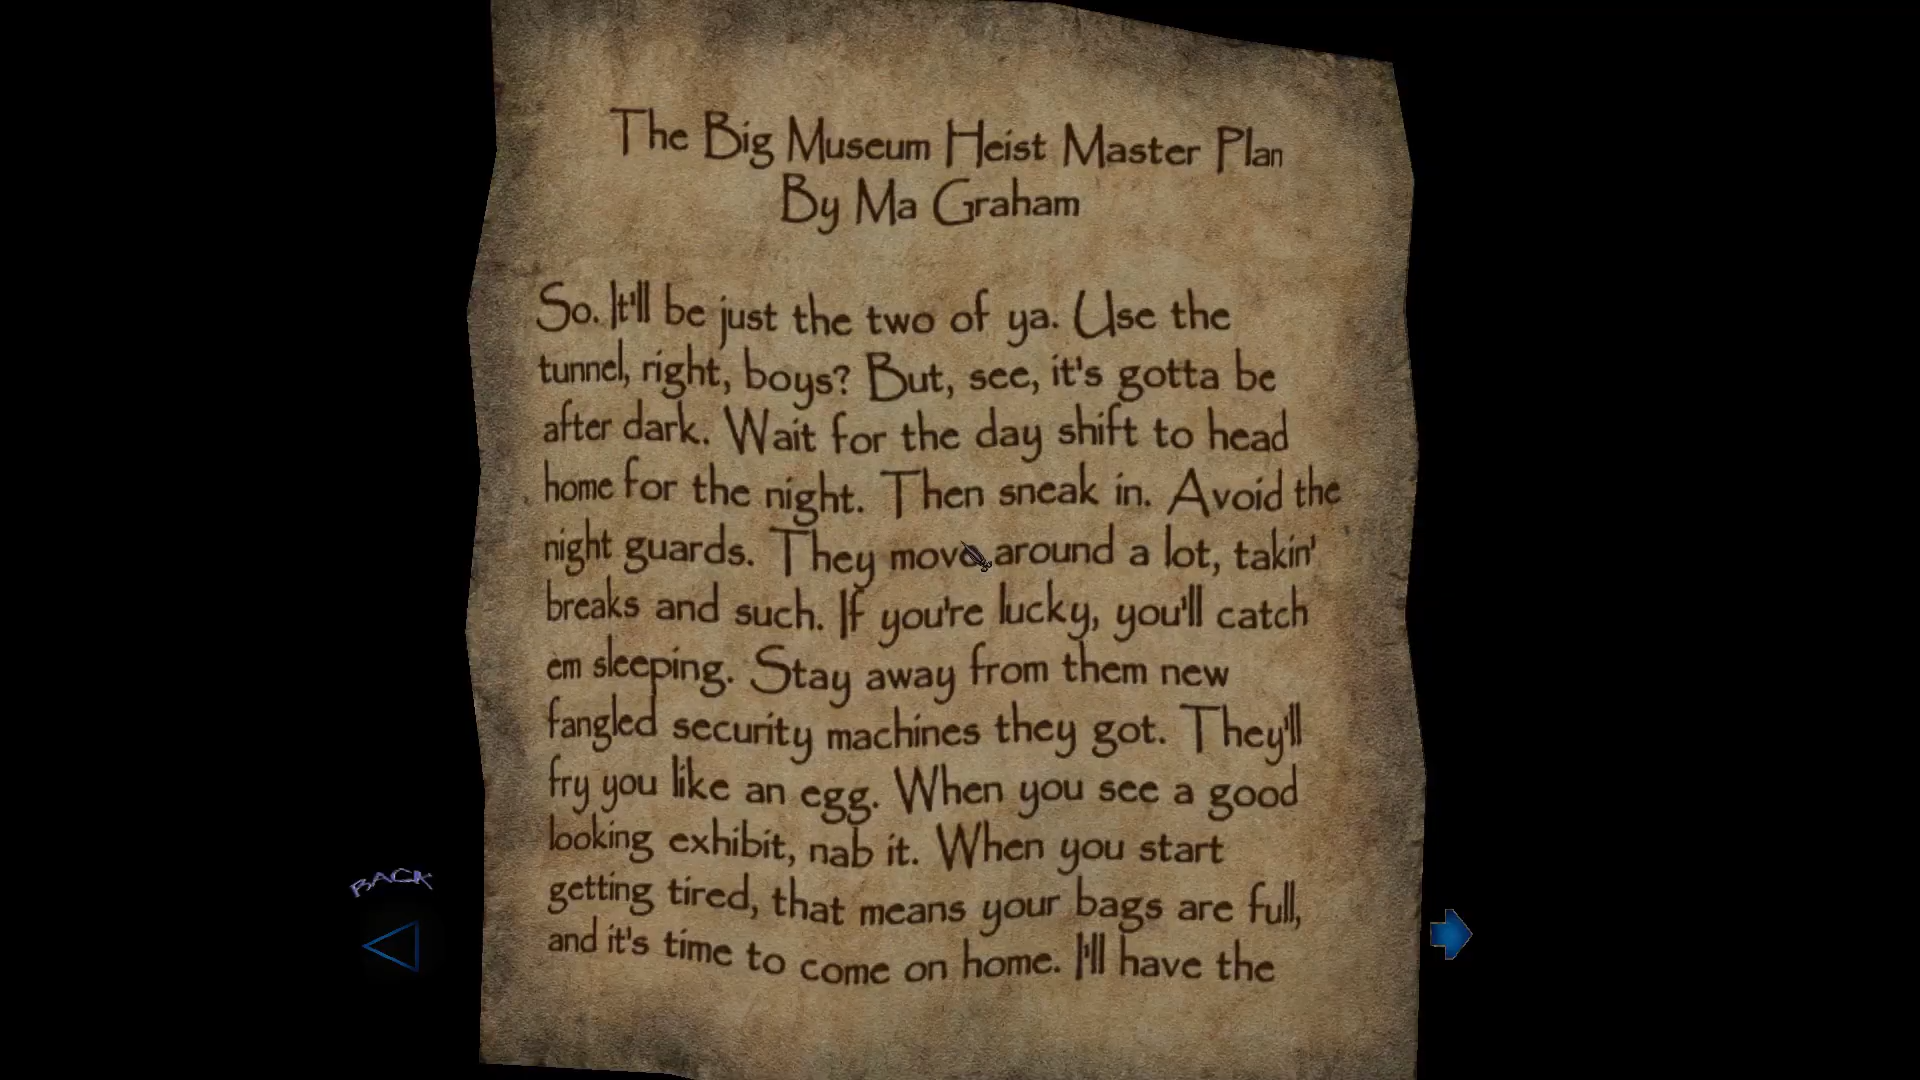 The Big Museum Heist Master Plan
By Ma Graham
So. It'll be just the two of ya. Use the
tunnel, right, boys? But, see, it's gotta be
after dark. Wait for the day shift to head
home for the night. Then sneak in. Avoid the
night guards. They move around a lot, takin'
breaks and such. If you're lucky, you'll catch
em sleeping. Stay away from them new
fangled security machines they got. They'll
fry you like an egg. When you see a good
looking exhibit, nab it. When you start
getting tired, that means your bags are full,
and it's time to come on home. I'll have the
BACK